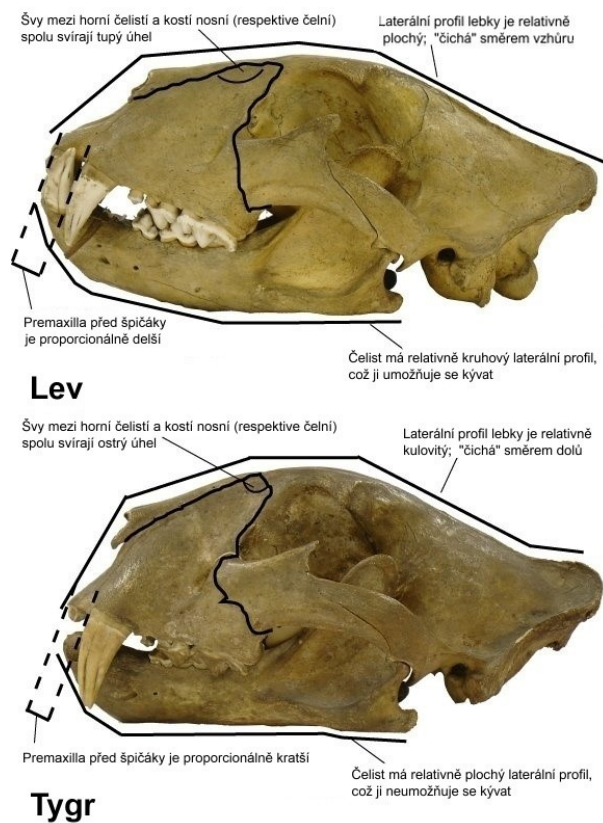 Švy mezi horní čelistí a kostí nosní (respektive čelní)
spolu svírají tupý úhel
Laterální profil lebky je relativně
plochý; "čichá" směrem vzhůru
Premaxilla před špičáky
je proporcionálně delší
Čelist má relativně kruhový laterální profil,
což ji umožňuje se kývat
Lev
Švy mezi horní čelistí a kostí nosní (respektive čelní)
spolu svírají ostrý úhel
Laterální profil lebky je relativně
kulovitý; "čichá" směrem dolů
Premaxilla před špičáky je proporcionálně kratší
Čelist má relativně plochý laterální profil,
což ji neumožňuje se kývat
Tygr